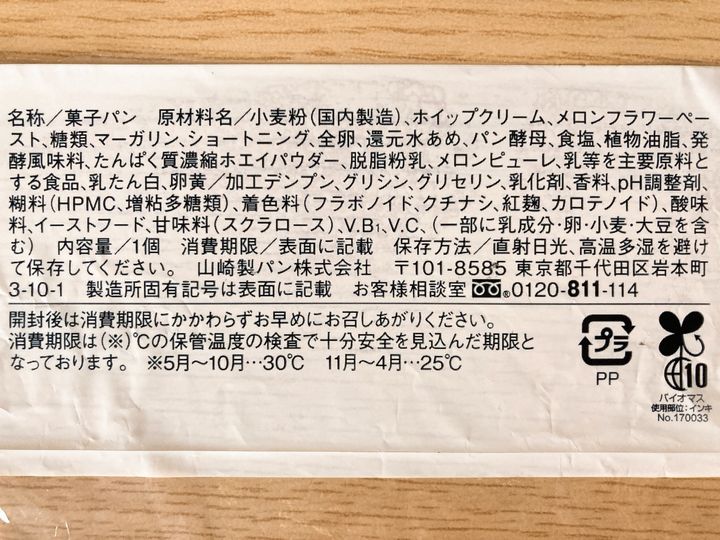 名称／菓子パン　原材料名／小麦粉（国内製造）、ホイップクリーム、メロンフラワーペー
スト、糖類、マーガリン、ショートニング、全卵、還元水あめ、パン酵母、食塩、植物油脂、発
酵風味料、たんぱく質濃縮ホエイパウダー、脱脂粉乳、メロンピューレ、乳等を主要原料と
する食品、乳たん白、卵黄／加工デンプン、グリシン、グリセリン、乳化剤、香料、pH調整剤、
糊料（HPMC、増粘多糖類）、着色料（フラボノイド、クチナシ、紅麹、カロテノイド）、酸味
料、イーストフード、甘味料（スクラロース）、V.B₁、V.C、（一部に乳成分・卵・小麦・大豆を含
む）　内容量／1個　消費期限／表面に記載　保存方法／直射日光、高温多湿を避け
て保存してください。　山崎製パン株式会社　〒101-8585 東京都千代田区岩本町
3-10-1　製造所固有記号は表面に記載　お客様相談室 ®0120-811-114
開封後は消費期限にかかわらずお早めにお召しあがりください。
消費期限は（※）℃の保管温度の検査で十分安全を見込んだ期限と
なっております。　※5月〜10月…30℃　11月〜4月…25℃
プラ
PP
10
バイオマス
使用部位：インキ
No.170033